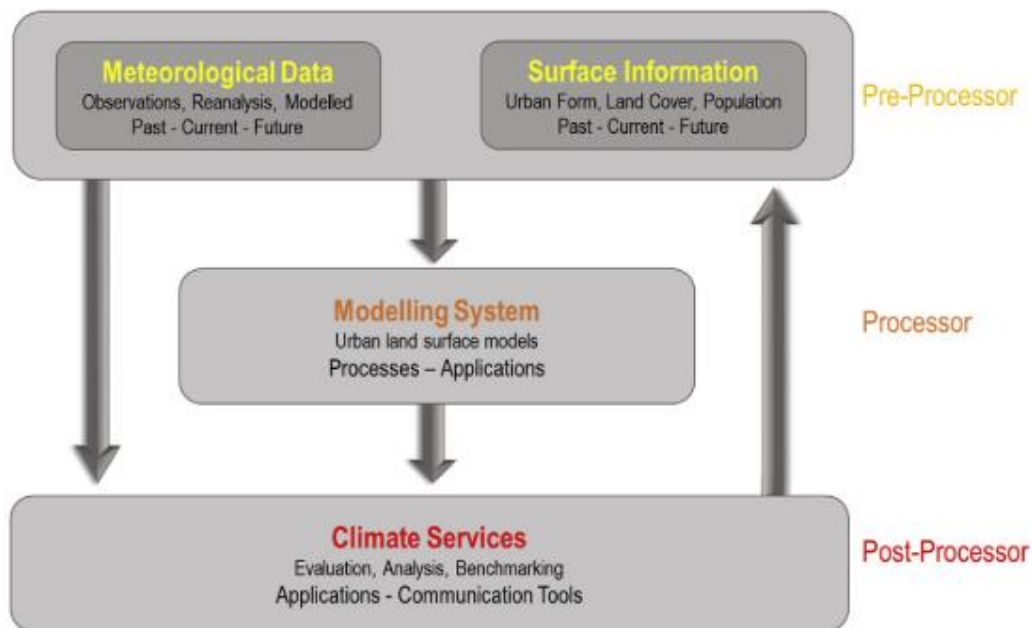 Meteorological Data
Observations, Reanalysis, Modelled
Past - Current - Future
Surface Information
Urban Form, Land Cover, Population
Past - Current - Future
Pre-Processor
Modelling System
Urban land surface models
Processes – Applications
Processor
Climate Services
Evaluation, Analysis, Benchmarking
Applications - Communication Tools
Post-Processor